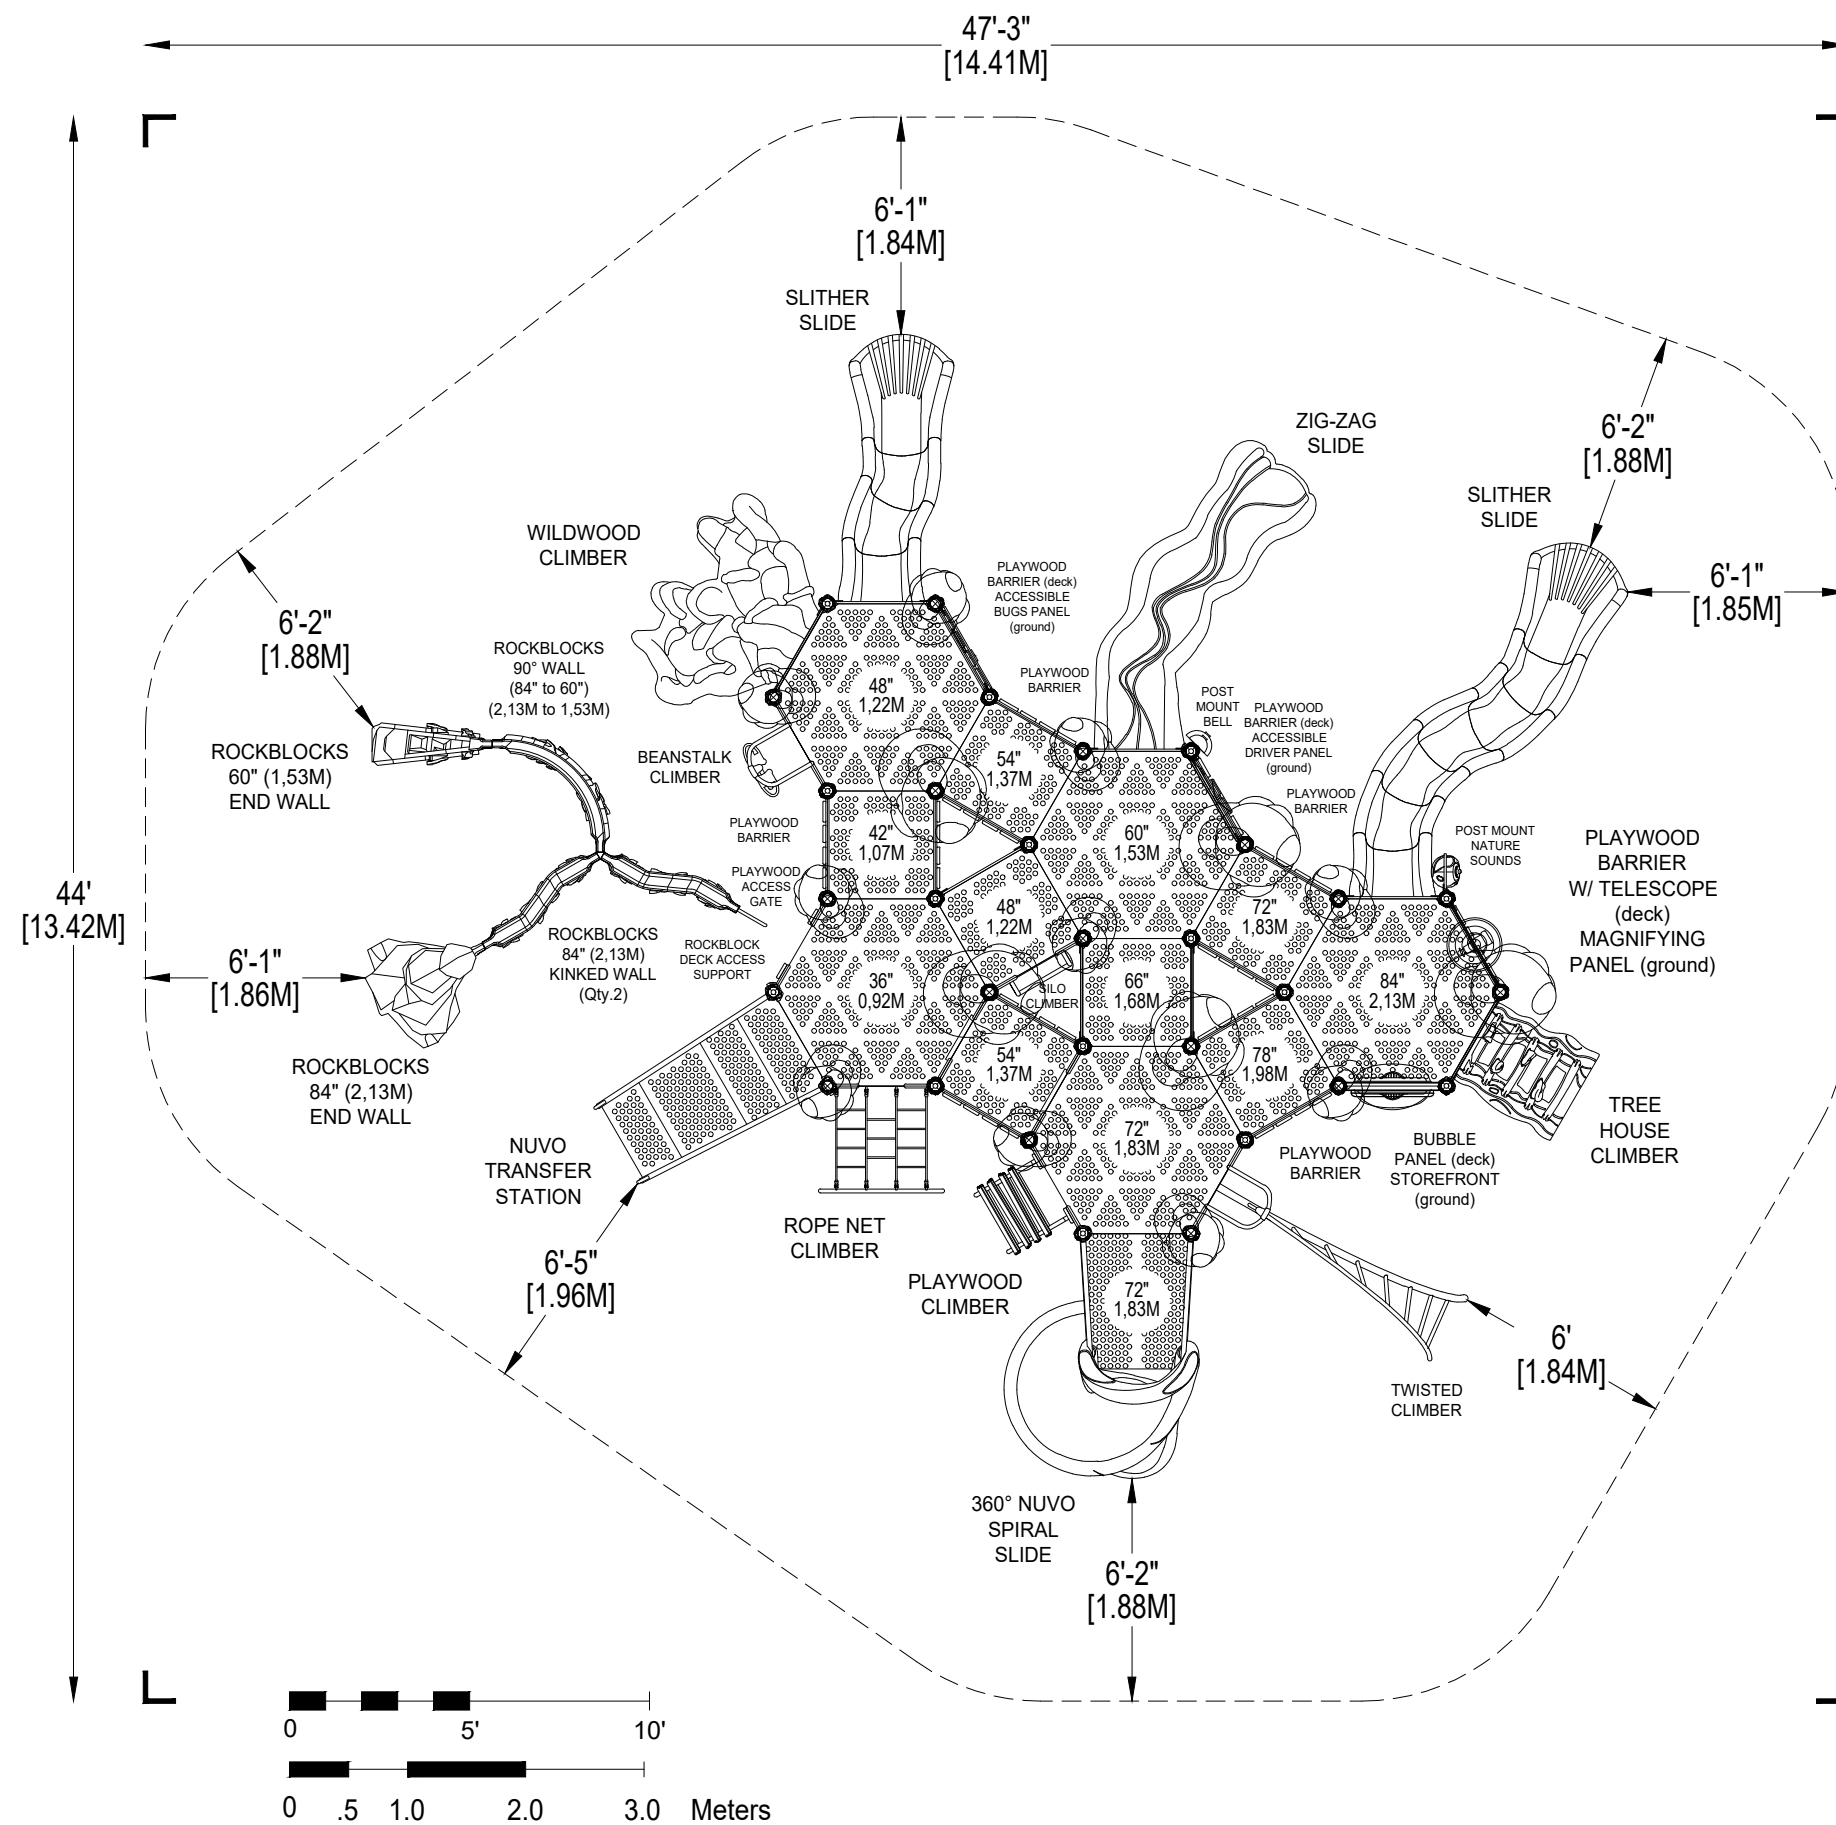 47'-3"
[14.41M]
6'-1"
[1.84M]
SLITHER
SLIDE
ZIG-ZAG
SLIDE
6'-2"
[1.88M]
SLITHER
SLIDE
WILDWOOD
CLIMBER
PLAYWOOD
BARRIER (deck)
ACCESSIBLE
BUGS PANEL
(ground)
6'-1"
[1.85M]
6'-2"
[1.88M]
ROCKBLOCKS
90° WALL
(84" to 60")
(2,13M to 1,53M)
PLAYWOOD
BARRIER
48"
1,22M
POST
MOUNT
BELL
PLAYWOOD
BARRIER (deck)
ACCESSIBLE
DRIVER PANEL
(ground)
ROCKBLOCKS
60" (1,53M)
END WALL
BEANSTALK
CLIMBER
54"
1,37M
PLAYWOOD
BARRIER
PLAYWOOD
BARRIER
42"
1,07M
60"
1,53M
POST MOUNT
NATURE
SOUNDS
PLAYWOOD
BARRIER
W/ TELESCOPE
(deck)
MAGNIFYING
PANEL (ground)
44'
[13.42M]
PLAYWOOD
ACCESS
GATE
48"
1,22M
72"
1,83M
6'-1"
[1.86M]
ROCKBLOCKS
84" (2,13M)
KINKED WALL
(Qty.2)
ROCKBLOCK
DECK ACCESS
SUPPORT
36"
0,92M
SILO
CLIMBER
66"
1,68M
84"
2,13M
ROCKBLOCKS
84" (2,13M)
END WALL
54"
1,37M
78"
1,98M
NUVO
TRANSFER
STATION
72"
1,83M
PLAYWOOD
BARRIER
BUBBLE
PANEL (deck)
STOREFRONT
(ground)
TREE
HOUSE
CLIMBER
ROPE NET
CLIMBER
6'-5"
[1.96M]
PLAYWOOD
CLIMBER
72"
1,83M
6'
[1.84M]
TWISTED
CLIMBER
360° NUVO
SPIRAL
SLIDE
6'-2"
[1.88M]
0 5' 10'
0 .5 1.0 2.0 3.0 Meters